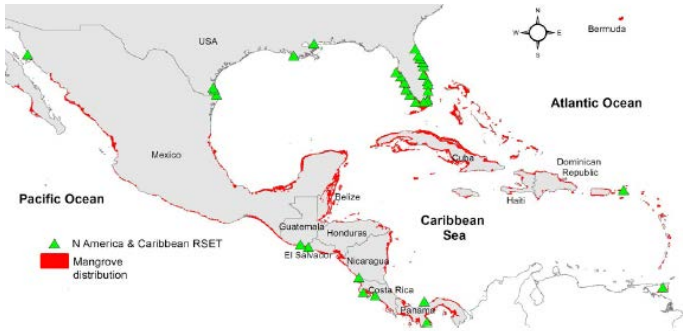 N
W E
S
USA
Bermuda
Atlantic Ocean
Mexico
Cuba
Dominican
Republic
Haiti
Pacific Ocean
Belize
Caribbean
Sea
Guatemala
Honduras
N America & Caribbean RSET
El Salvador
Nicaragua
Mangrove
distribution
Costa Rica
Panama